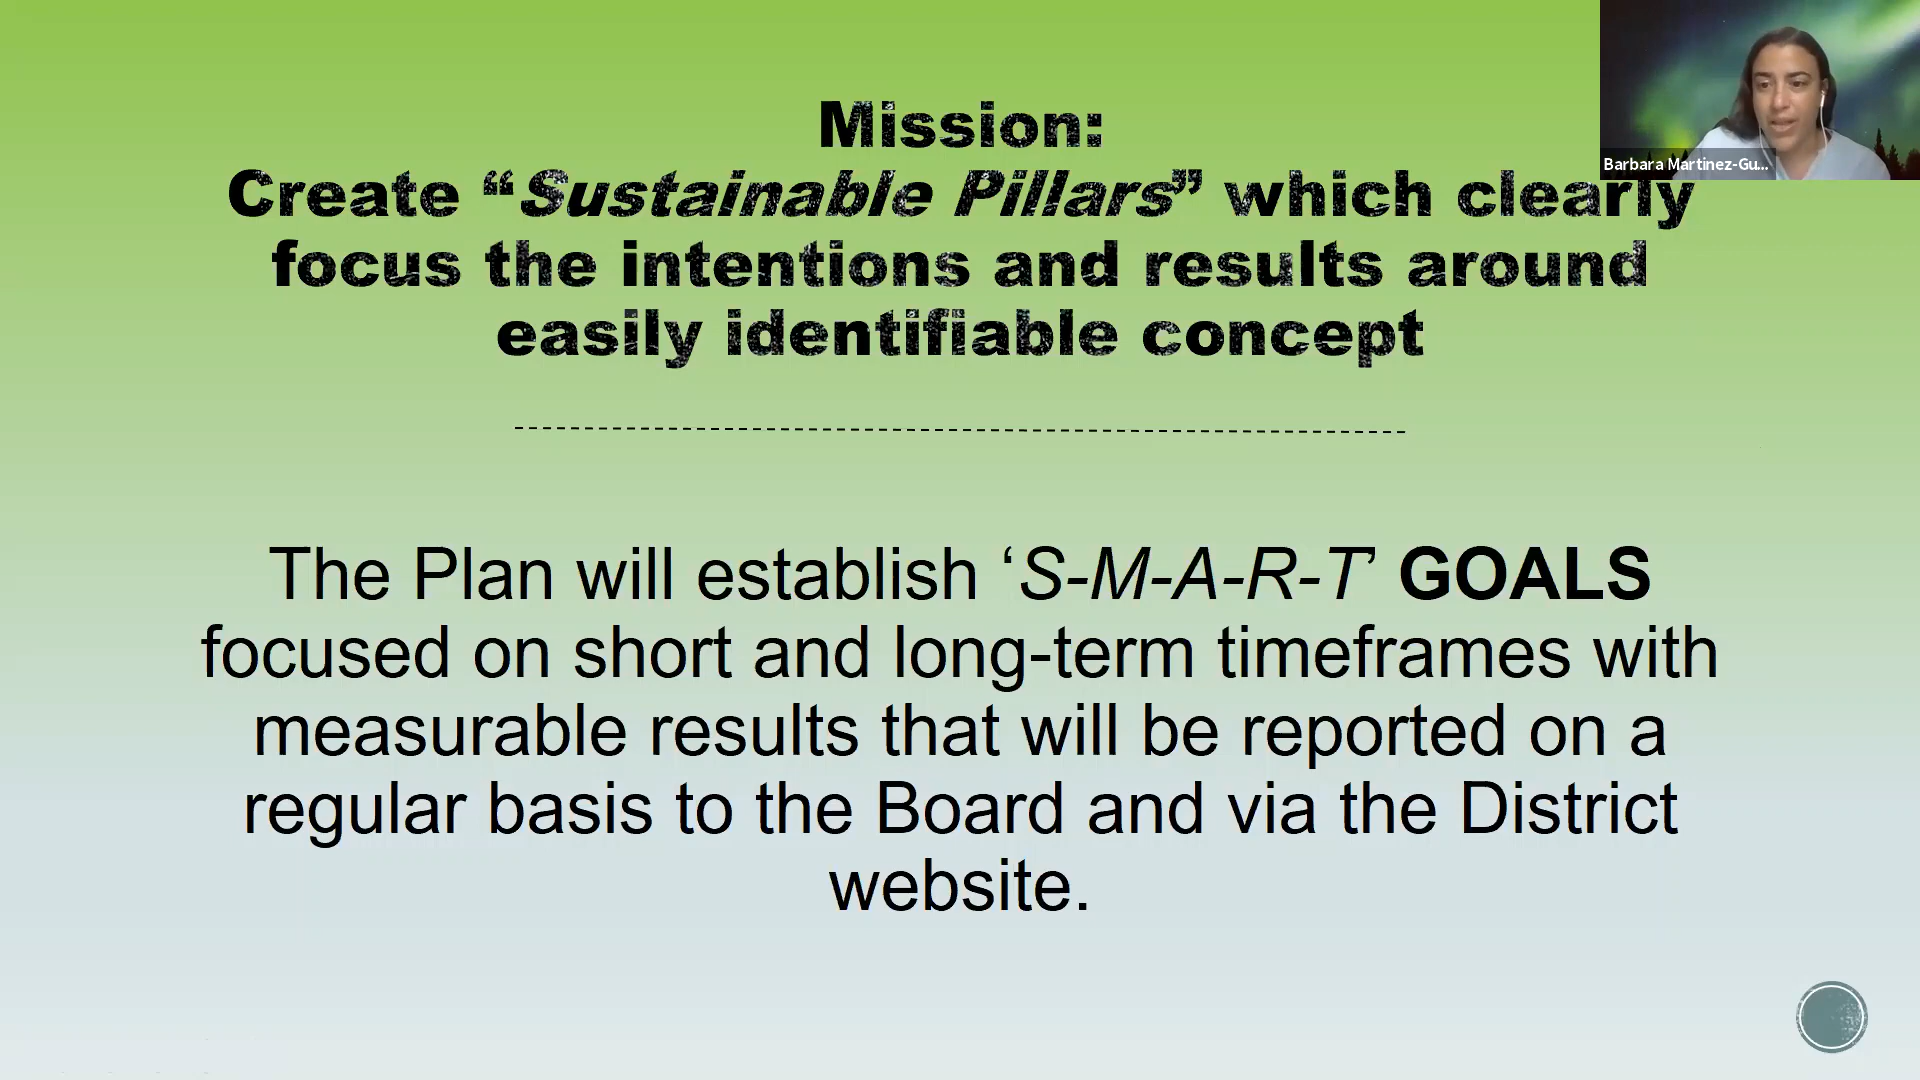 Mission:
Create “Sustainable Pillars” which clearly
focus the intentions and results around
easily identifiable concept
The Plan will establish ‘S-M-A-R-T’ GOALS
focused on short and long-term timeframes with
measurable results that will be reported on a
regular basis to the Board and via the District
website.
Barbara Martinez-Gu...